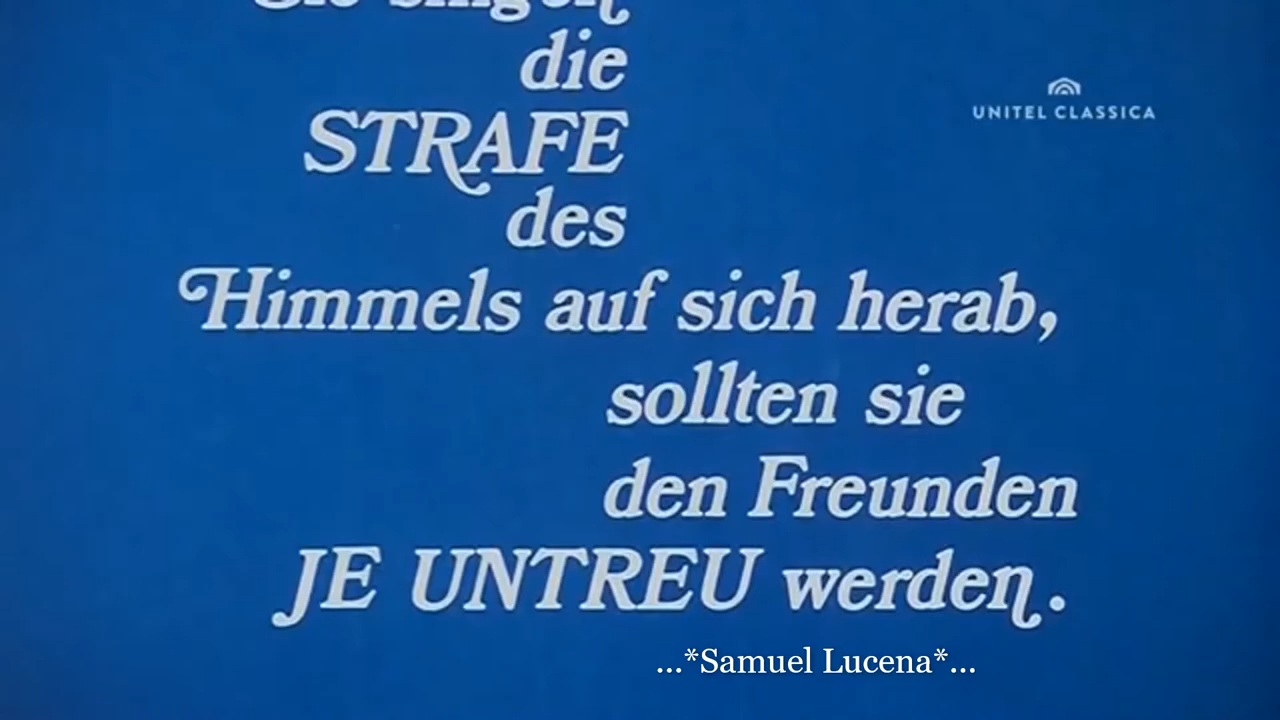 die
STRAFE
des
Himmels auf sich herab,
sollten sie
den Freunden
JE UNTREU werden.
UNITEL CLASSICA
...*Samuel Lucena*...